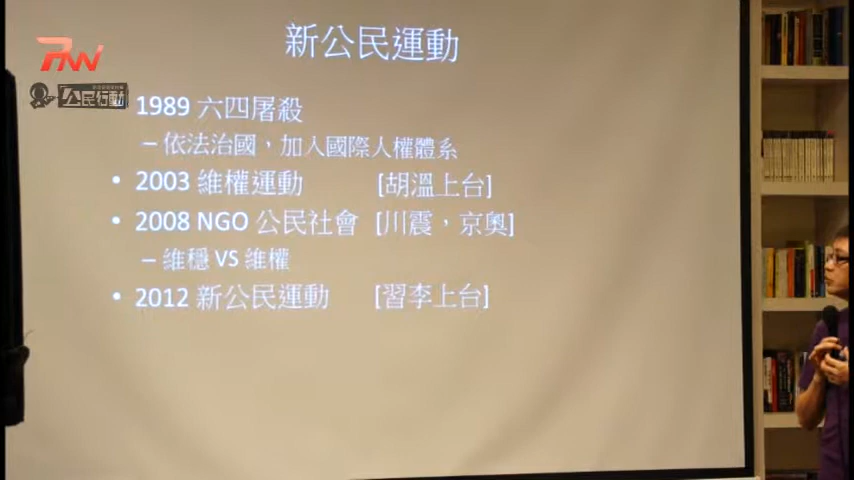 新公民運動
PNN
公民行動
• 1989 六四屠殺
– 依法治國，加入國際人權體系
• 2003 維權運動 [胡溫上台]
• 2008 NGO 公民社會 [川震，京奧]
– 維穩 VS 維權
• 2012 新公民運動 [習李上台]